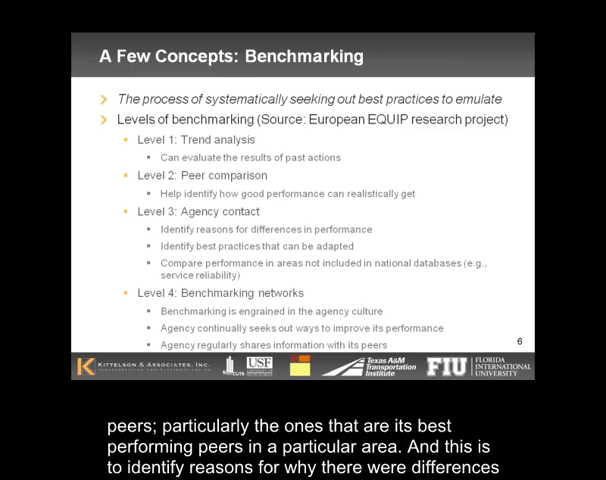 A Few Concepts: Benchmarking
The process of systematically seeking out best practices to emulate
Levels of benchmarking (Source: European EQUIP research project)
Level 1: Trend analysis
Can evaluate the results of past actions
Level 2: Peer comparison
Help identify how good performance can realistically get
Level 3: Agency contact
Identify reasons for differences in performance
Identify best practices that can be adapted
Compare performance in areas not included in national databases (e.g.,
service reliability)
Level 4: Benchmarking networks
Benchmarking is engrained in the agency culture
Agency continually seeks out ways to improve its performance
Agency regularly shares information with its peers
6
KITTELSON & ASSOCIATES, INC.
CUTR
USF
Texas A&M
Transportation
Institute
FIU
FLORIDA
INTERNATIONAL
UNIVERSITY
peers; particularly the ones that are its best
performing peers in a particular area. And this is
to identify reasons for why there were differences